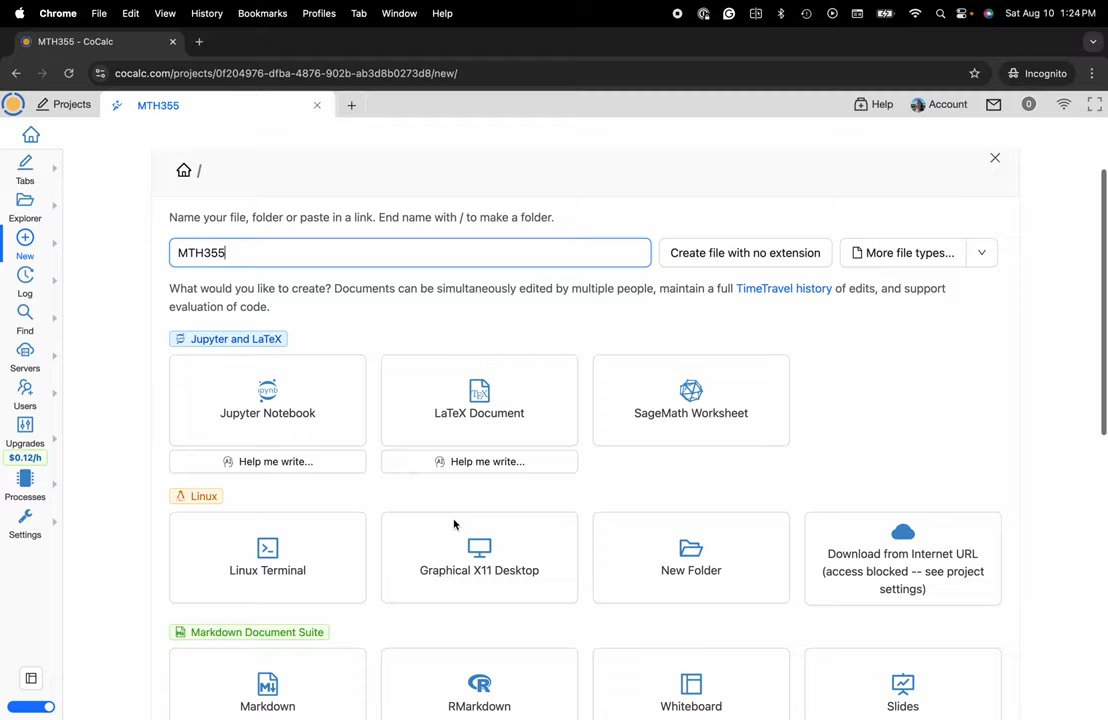 Chrome File Edit View History Bookmarks Profiles Tab Window Help Sat Aug 10 1:24 PM
MTH355 - CoCalc
cocalc.com/projects/0f204976-dfba-4876-902b-ab3d8b0273d8/new/ Incognito
Projects MTH355 Help Account 0
Tabs
Explorer
New
Log
Find
Servers
Users
Upgrades
$0.12/h
Processes
Settings
/
Name your file, folder or paste in a link. End name with / to make a folder.
MTH355 Create file with no extension More file types...
What would you like to create? Documents can be simultaneously edited by multiple people, maintain a full TimeTravel history of edits, and support
evaluation of code.
Jupyter and LaTeX
ipynb TEX
Jupyter Notebook LaTeX Document SageMath Worksheet
AI Help me write... AI Help me write...
Linux
Linux Terminal Graphical X11 Desktop New Folder
Download from Internet URL
(access blocked -- see project
settings)
Markdown Document Suite
Markdown RMarkdown Whiteboard Slides